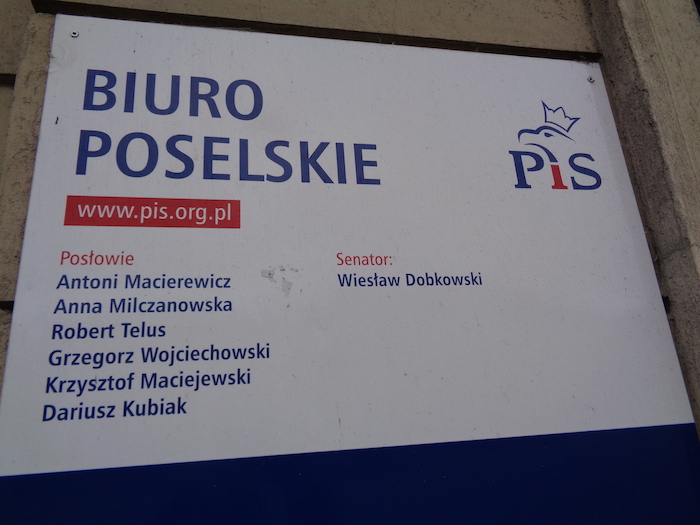 BIURO
POSELSKIE
www.pis.org.pl
PiS
Posłowie
Antoni Macierewicz
Anna Milczanowska
Robert Telus
Grzegorz Wojciechowski
Krzysztof Maciejewski
Dariusz Kubiak
Senator:
Wiesław Dobkowski